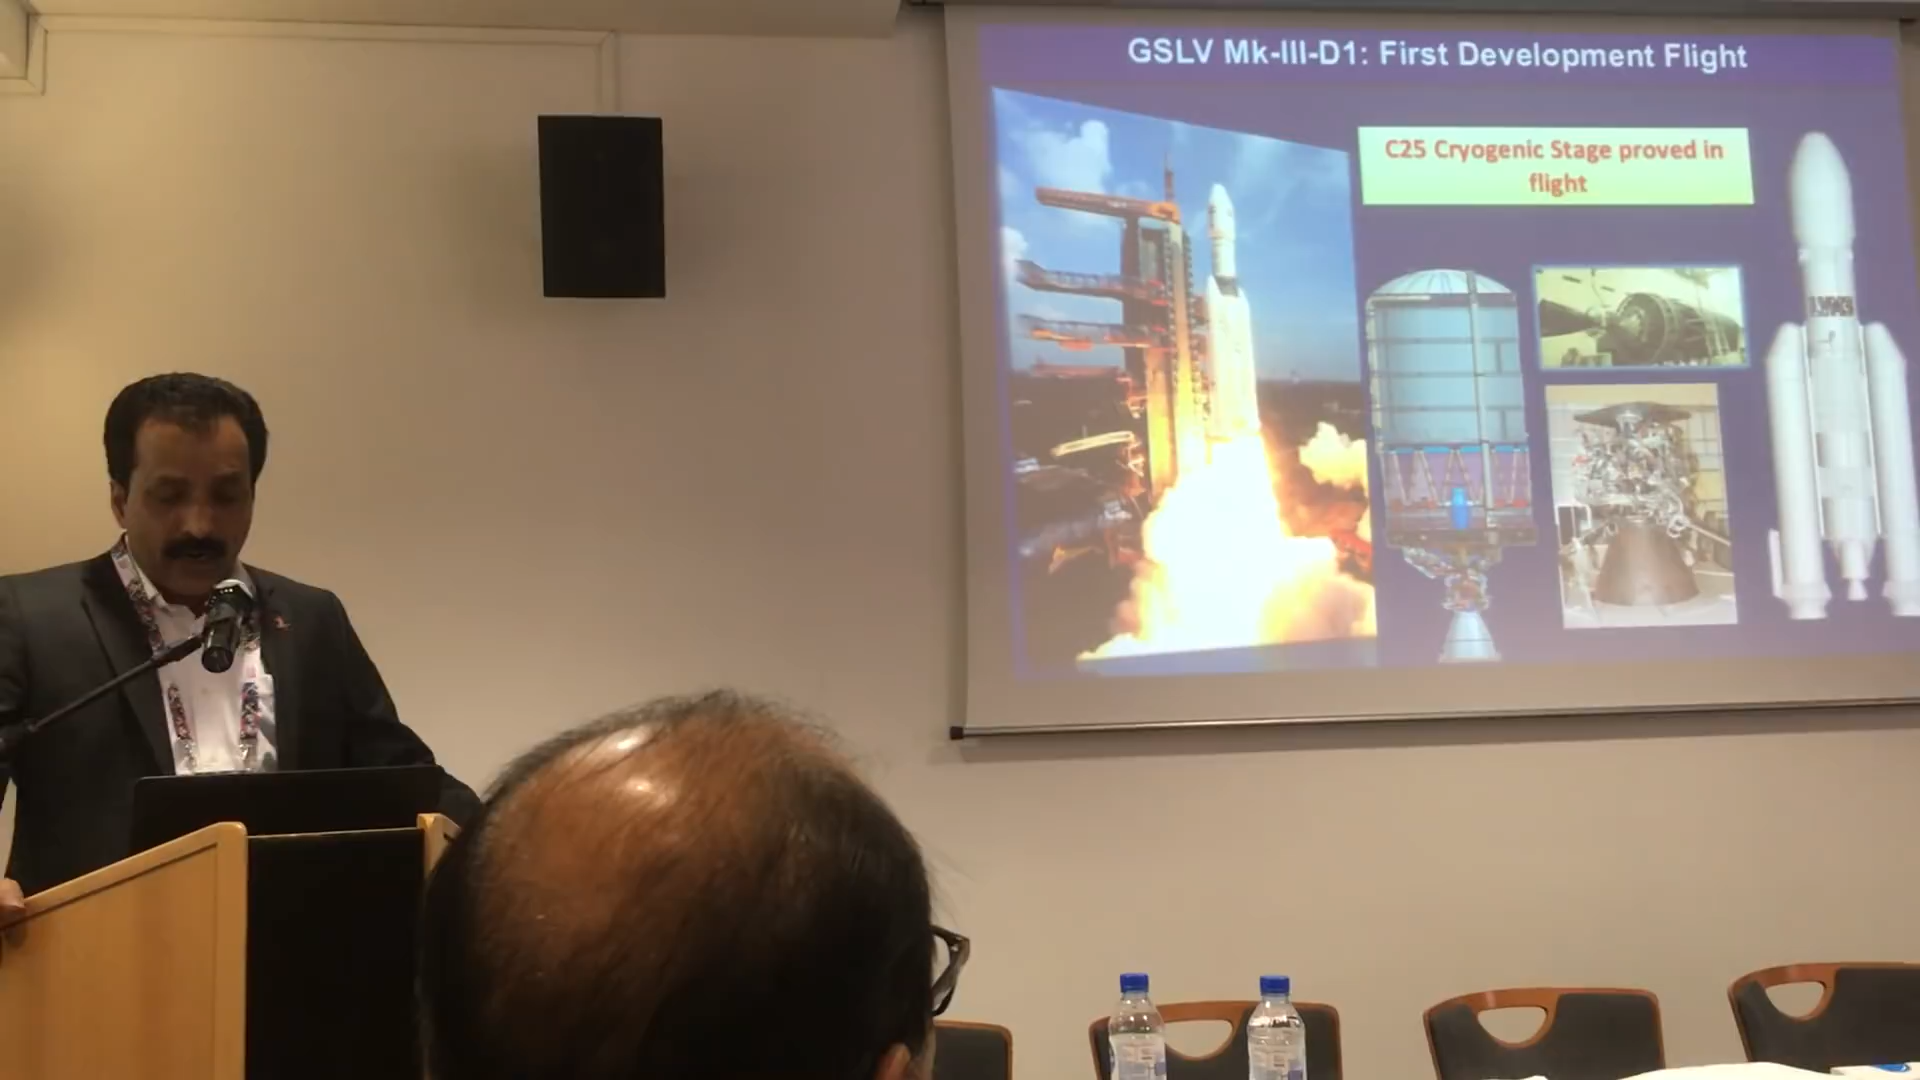 GSLV Mk-III-D1: First Development Flight
C25 Cryogenic Stage proved in
flight